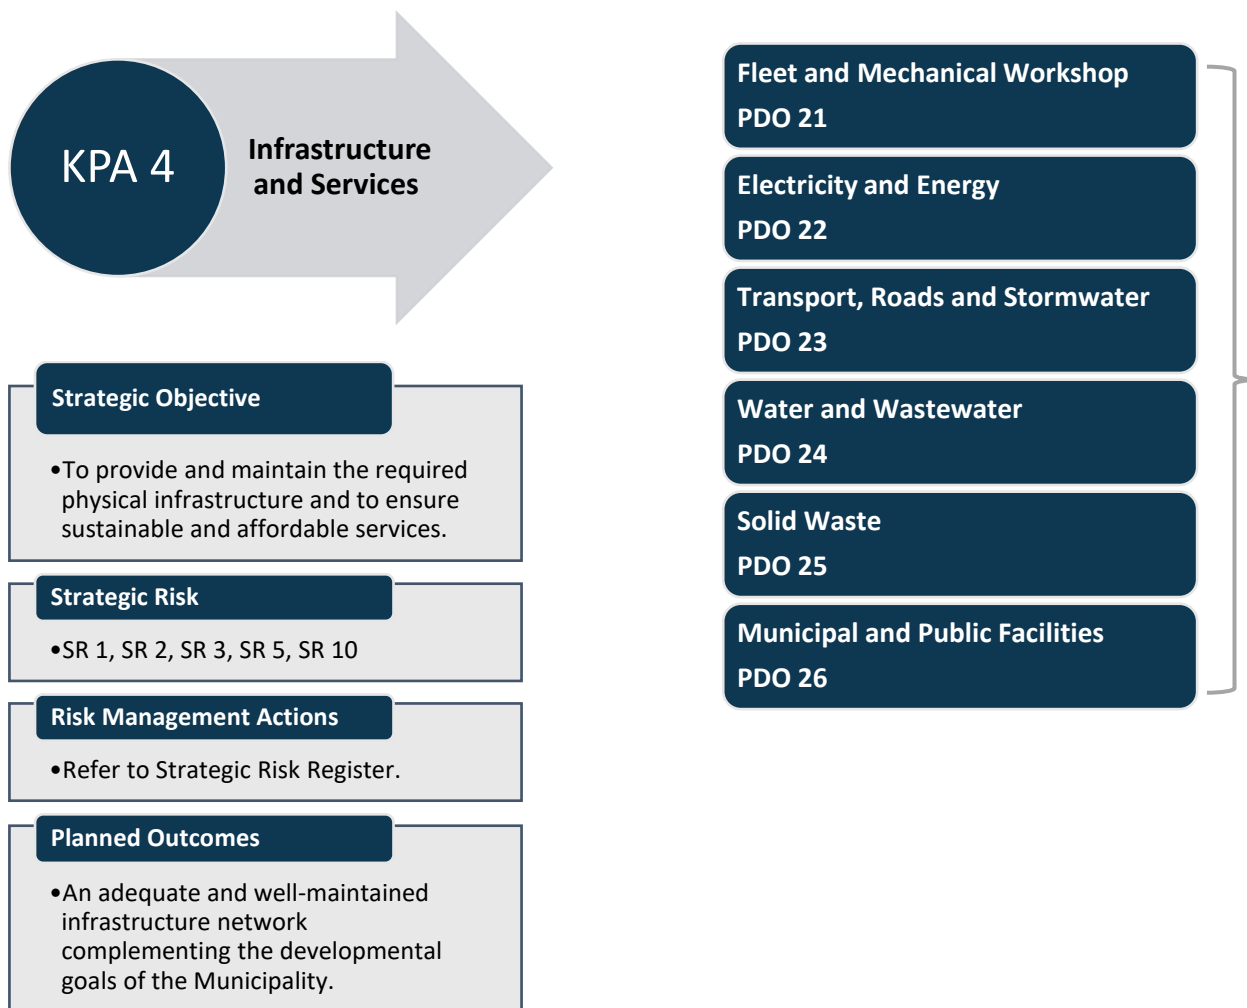 KPA 4
Infrastructure
and Services
Strategic Objective
•To provide and maintain the required
physical infrastructure and to ensure
sustainable and affordable services.
Strategic Risk
•SR 1, SR 2, SR 3, SR 5, SR 10
Risk Management Actions
•Refer to Strategic Risk Register.
Planned Outcomes
•An adequate and well-maintained
infrastructure network
complementing the developmental
goals of the Municipality.
Fleet and Mechanical Workshop
PDO 21
Electricity and Energy
PDO 22
Transport, Roads and Stormwater
PDO 23
Water and Wastewater
PDO 24
Solid Waste
PDO 25
Municipal and Public Facilities
PDO 26